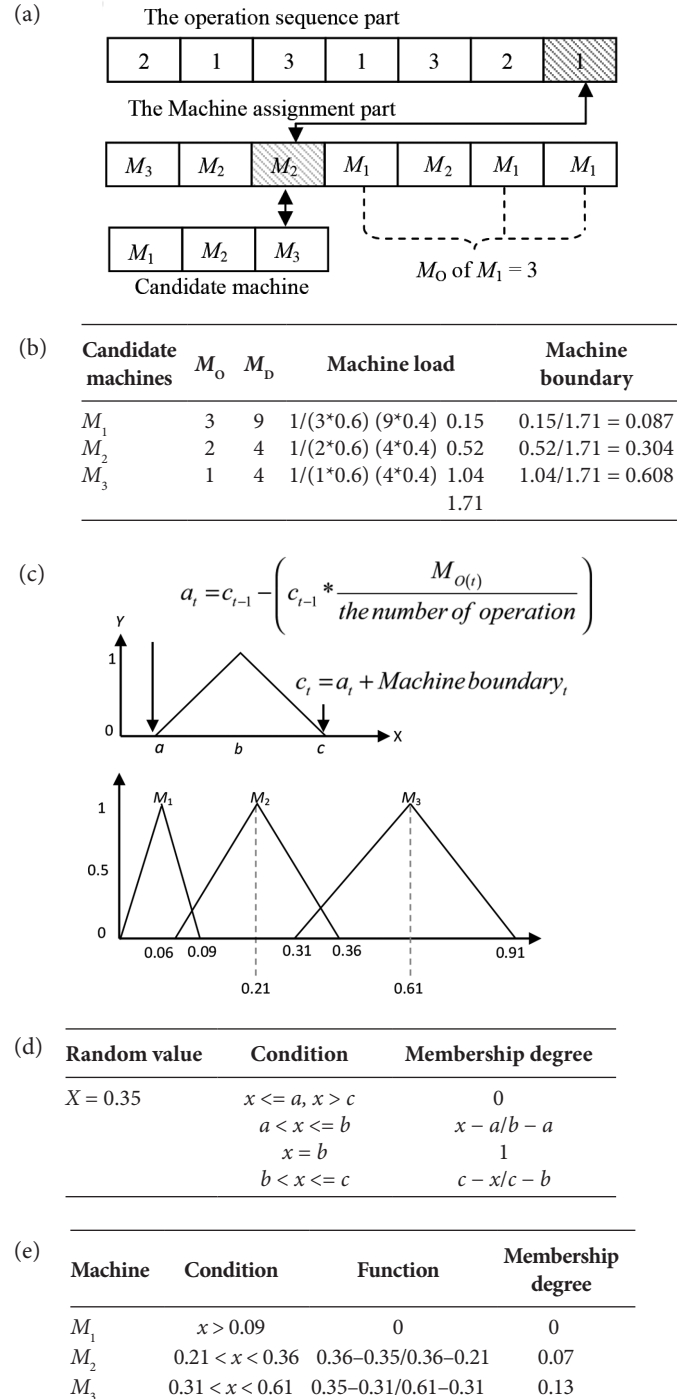 (a)
The operation sequence part
2 1 3 1 3 2 1
The Machine assignment part
M3 M2 M2 M1 M2 M1 M1
M1 M2 M3
Candidate machine
MO of M1 = 3
(b)
Candidate machines MO MD Machine load Machine boundary
M1 3 9 1/(3*0.6) (9*0.4) 0.15 0.15/1.71 = 0.087
M2 2 4 1/(2*0.6) (4*0.4) 0.52 0.52/1.71 = 0.304
M3 1 4 1/(1*0.6) (4*0.4) 1.04 1.04/1.71 = 0.608
1.71
(c)
a_t = c_{t-1} − (c_{t-1} * M_{O(t)} / the number of operation)
Y
1
c_t = a_t + Machine boundary_t
0
X
a b c
M1 M2 M3
1
0.5
0
0.06 0.09 0.31 0.36 0.91
0.21 0.61
(d)
Random value Condition Membership degree
X = 0.35 x <= a, x > c 0
a < x <= b x − a/b − a
x = b 1
b < x <= c c − x/c − b
(e)
Machine Condition Function Membership degree
M1 x > 0.09 0 0
M2 0.21 < x < 0.36 0.36–0.35/0.36–0.21 0.07
M3 0.31 < x < 0.61 0.35–0.31/0.61–0.31 0.13